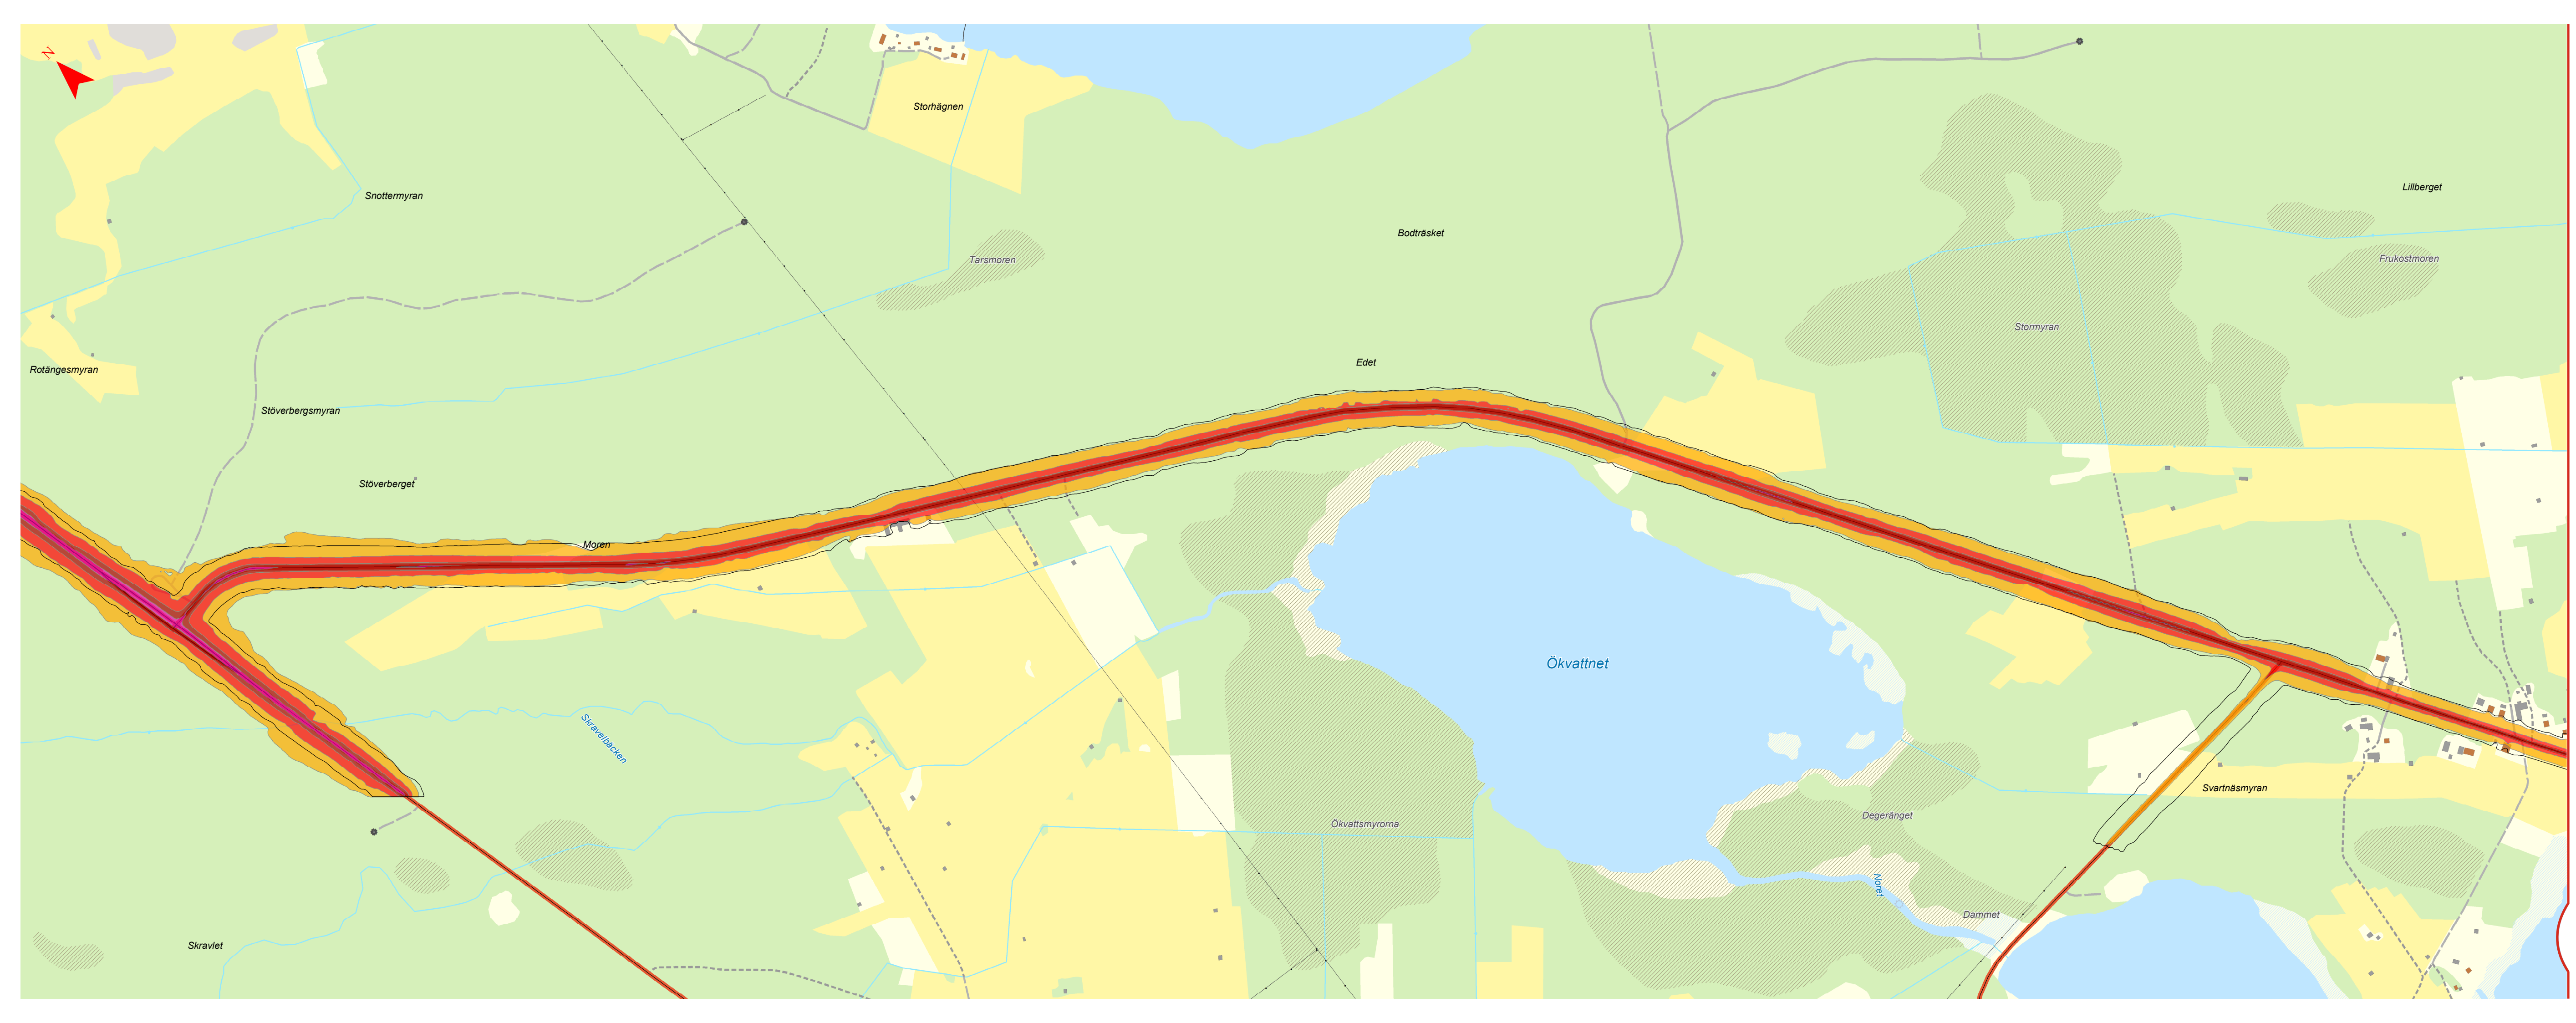 N
Storhägnen
Lillberget
Snottermyran
Bodträsket
Tarsmoren
Frukostmoren
Stormyran
Edet
Rotängesmyran
Stöverbergsmyran
Stöverberget
Moren
Ökvattnet
Skravelbäcken
Svartnäsmyran
Degeränget
Ökvattsmyrorna
Noret
Dammet
Skravlet